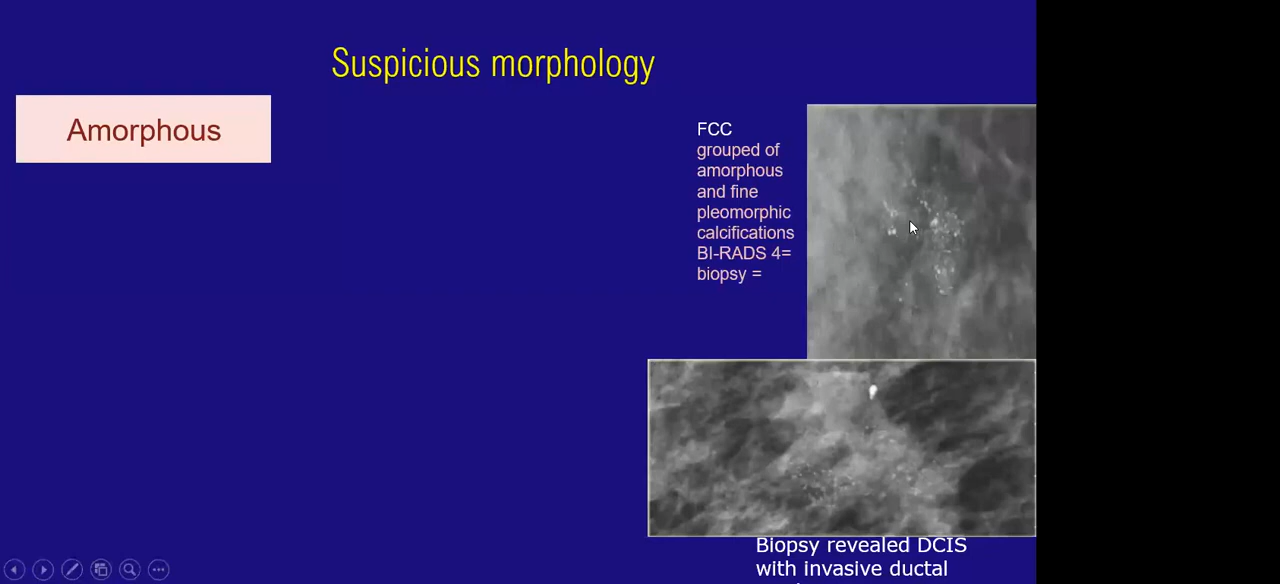 Suspicious morphology
Amorphous
FCC
grouped of
amorphous
and fine
pleomorphic
calcifications
BI-RADS 4=
biopsy =
Biopsy revealed DCIS
with invasive ductal